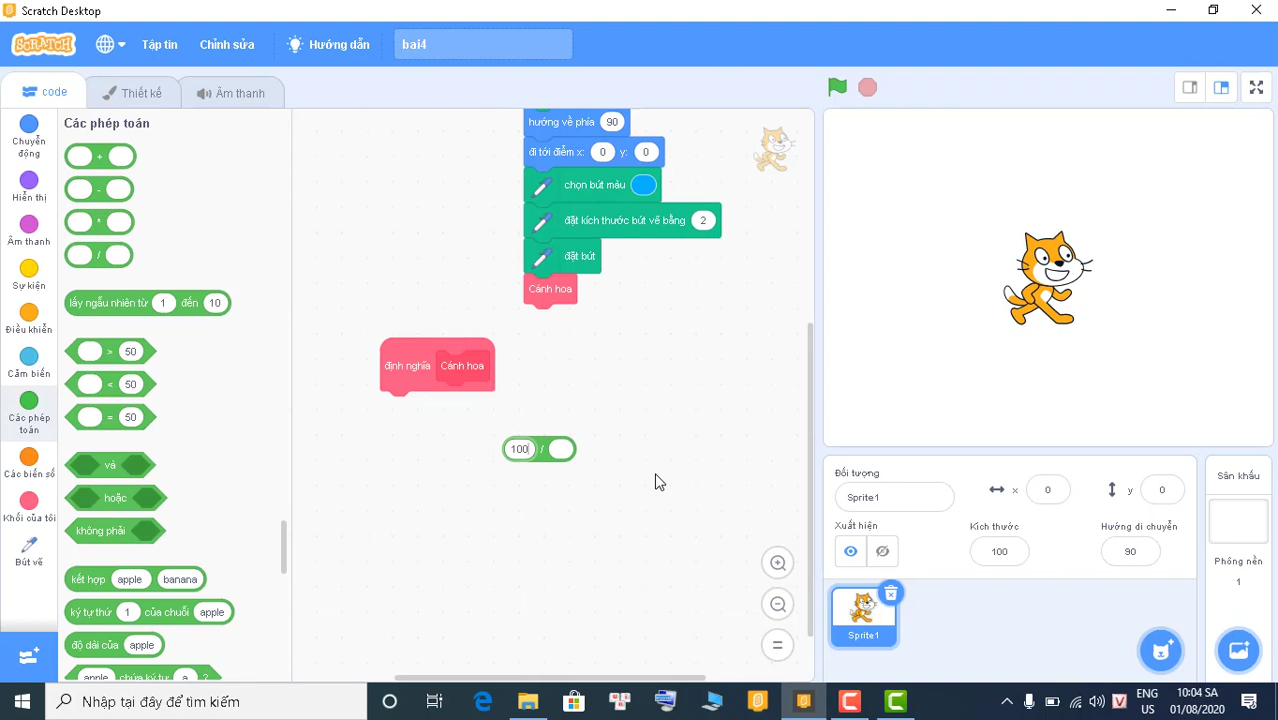 Scratch Desktop
SCRATCH
Tập tin
Chỉnh sửa
Hướng dẫn
bai4
code
Thiết kế
Âm thanh
Chuyển động
Hiển thị
Âm thanh
Sự kiện
Điều khiển
Cảm biến
Các phép toán
Các biến số
Khối của tôi
Bút vẽ
Các phép toán
+
-
*
/
lấy ngẫu nhiên từ 1 đến 10
> 50
< 50
= 50
và
hoặc
không phải
kết hợp apple banana
ký tự thứ 1 của chuỗi apple
độ dài của apple
apple chứa ký tự a ?
hướng về phía 90
đi tới điểm x: 0 y: 0
chọn bút màu
đặt kích thước bút vẽ bằng 2
đặt bút
Cánh hoa
định nghĩa Cánh hoa
100 /
Đối tượng
Sprite1
x 0
y 0
Xuất hiện
Kích thước
100
Hướng di chuyển
90
Sprite1
Sân khấu
Phông nền
1
Nhập tại đây để tìm kiếm
V
ENG
US
10:04 SA
01/08/2020